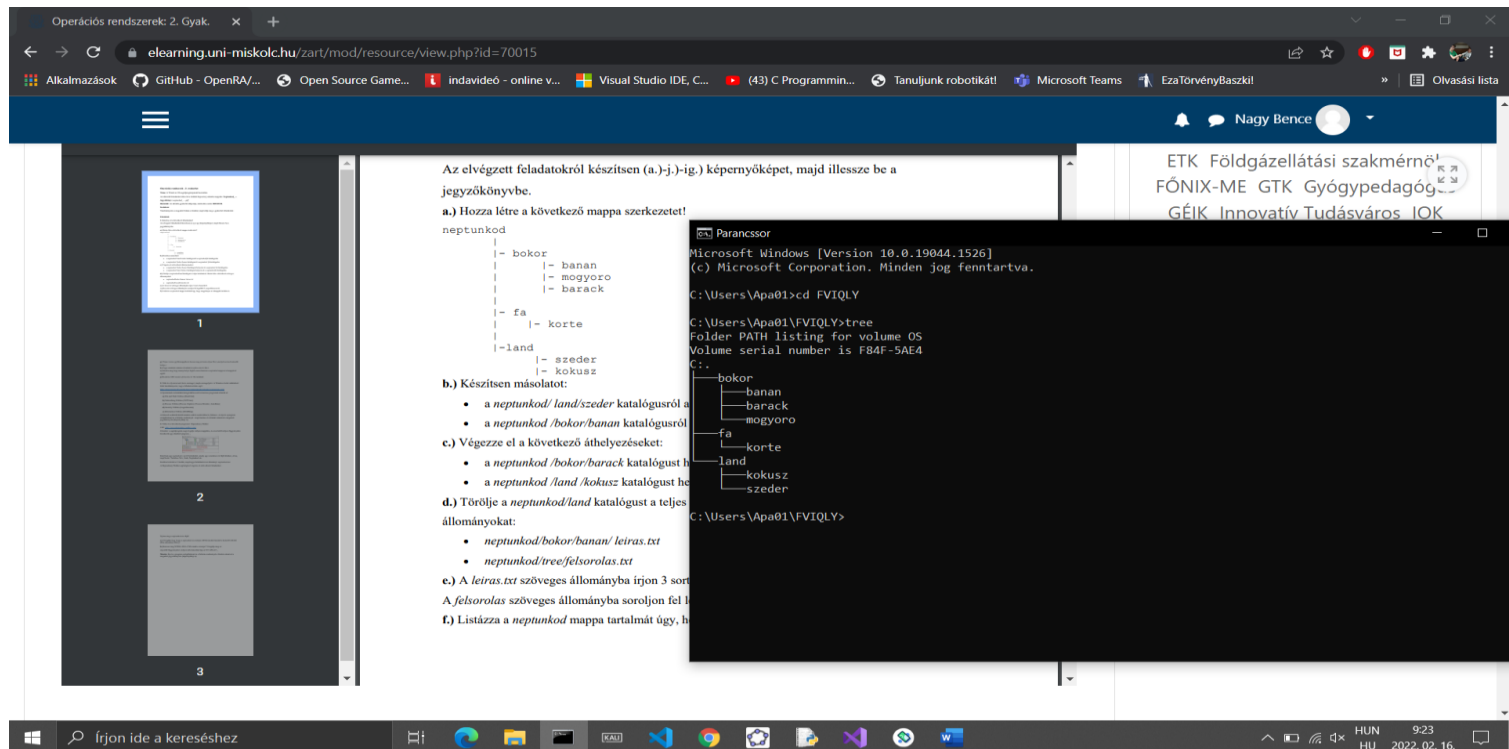 Operációs rendszerek: 2. Gyak.
elearning.uni-miskolc.hu/zart/mod/resource/view.php?id=70015
Alkalmazások GitHub - OpenRA/... Open Source Game... indavideó - online v... Visual Studio IDE, C... (43) C Programmin... Tanuljunk robotikát! Microsoft Teams EzaTörvényBaszki! » Olvasási lista
Nagy Bence
1
2
3
Az elvégzett feladatokról készítsen (a.)-j.)-ig.) képernyőképet, majd illessze be a
jegyzőkönyvbe.
a.) Hozza létre a következő mappa szerkezetet!
neptunkod
|
|- bokor
| |- banan
| |- mogyoro
| |- barack
|
|- fa
| |- korte
|
|-land
|- szeder
|- kokusz
b.) Készítsen másolatot:
• a neptunkod/ land/szeder katalógusról a
• a neptunkod /bokor/banan katalógusról
c.) Végezze el a következő áthelyezéseket:
• a neptunkod /bokor/barack katalógust h
• a neptunkod /land /kokusz katalógust he
d.) Törölje a neptunkod/land katalógust a teljes
állományokat:
• neptunkod/bokor/banan/ leiras.txt
• neptunkod/tree/felsorolas.txt
e.) A leiras.txt szöveges állományba írjon 3 sort
A felsorolas szöveges állományba soroljon fel l
f.) Listázza a neptunkod mappa tartalmát úgy, h
ETK Földgázellátási szakmérnök
FŐNIX-ME GTK Gyógypedagógus
GÉIK Innovatív Tudásváros JOK
Parancssor
Microsoft Windows [Version 10.0.19044.1526]
(c) Microsoft Corporation. Minden jog fenntartva.
C:\Users\Apa01>cd FVIQLY
C:\Users\Apa01\FVIQLY>tree
Folder PATH listing for volume OS
Volume serial number is F84F-5AE4
C:.
├───bokor
│ ├───banan
│ ├───barack
│ └───mogyoro
├───fa
│ └───korte
└───land
├───kokusz
└───szeder
C:\Users\Apa01\FVIQLY>
Írjon ide a kereséshez
KALI
HUN
HU
9:23
2022. 02. 16.